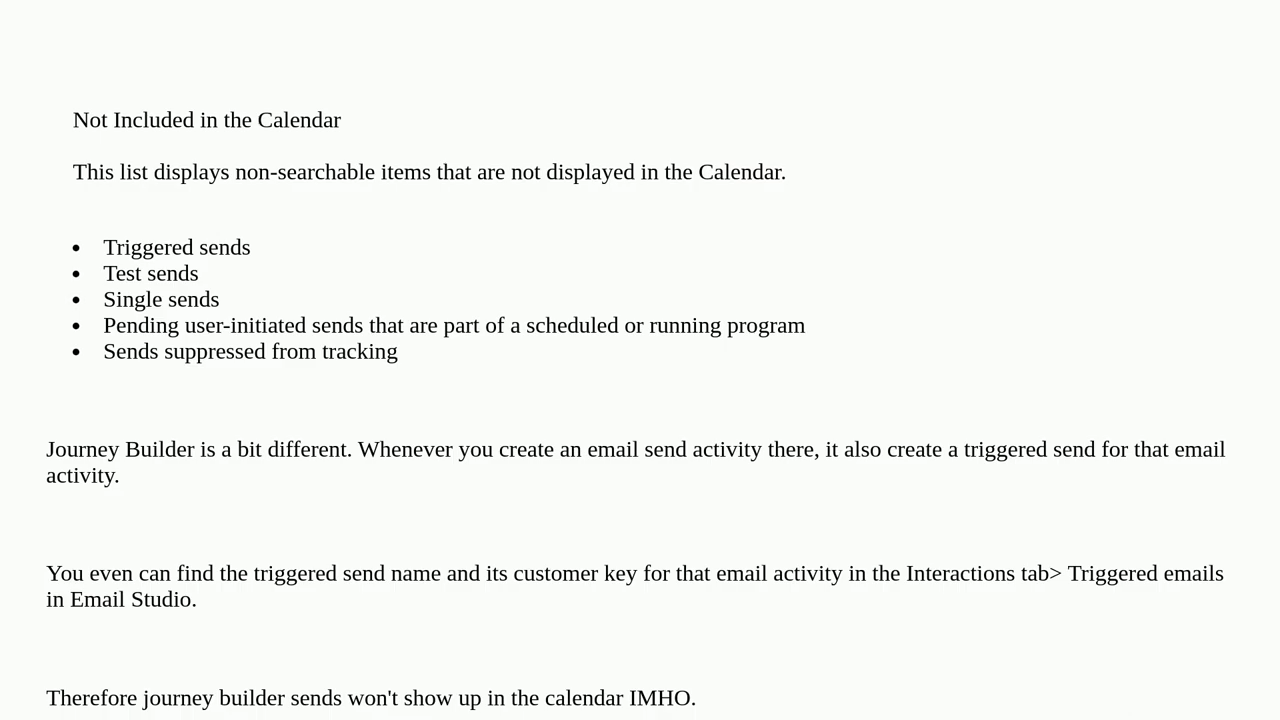 Not Included in the Calendar
This list displays non-searchable items that are not displayed in the Calendar.
• Triggered sends
• Test sends
• Single sends
• Pending user-initiated sends that are part of a scheduled or running program
• Sends suppressed from tracking
Journey Builder is a bit different. Whenever you create an email send activity there, it also create a triggered send for that email
activity.
You even can find the triggered send name and its customer key for that email activity in the Interactions tab> Triggered emails
in Email Studio.
Therefore journey builder sends won't show up in the calendar IMHO.